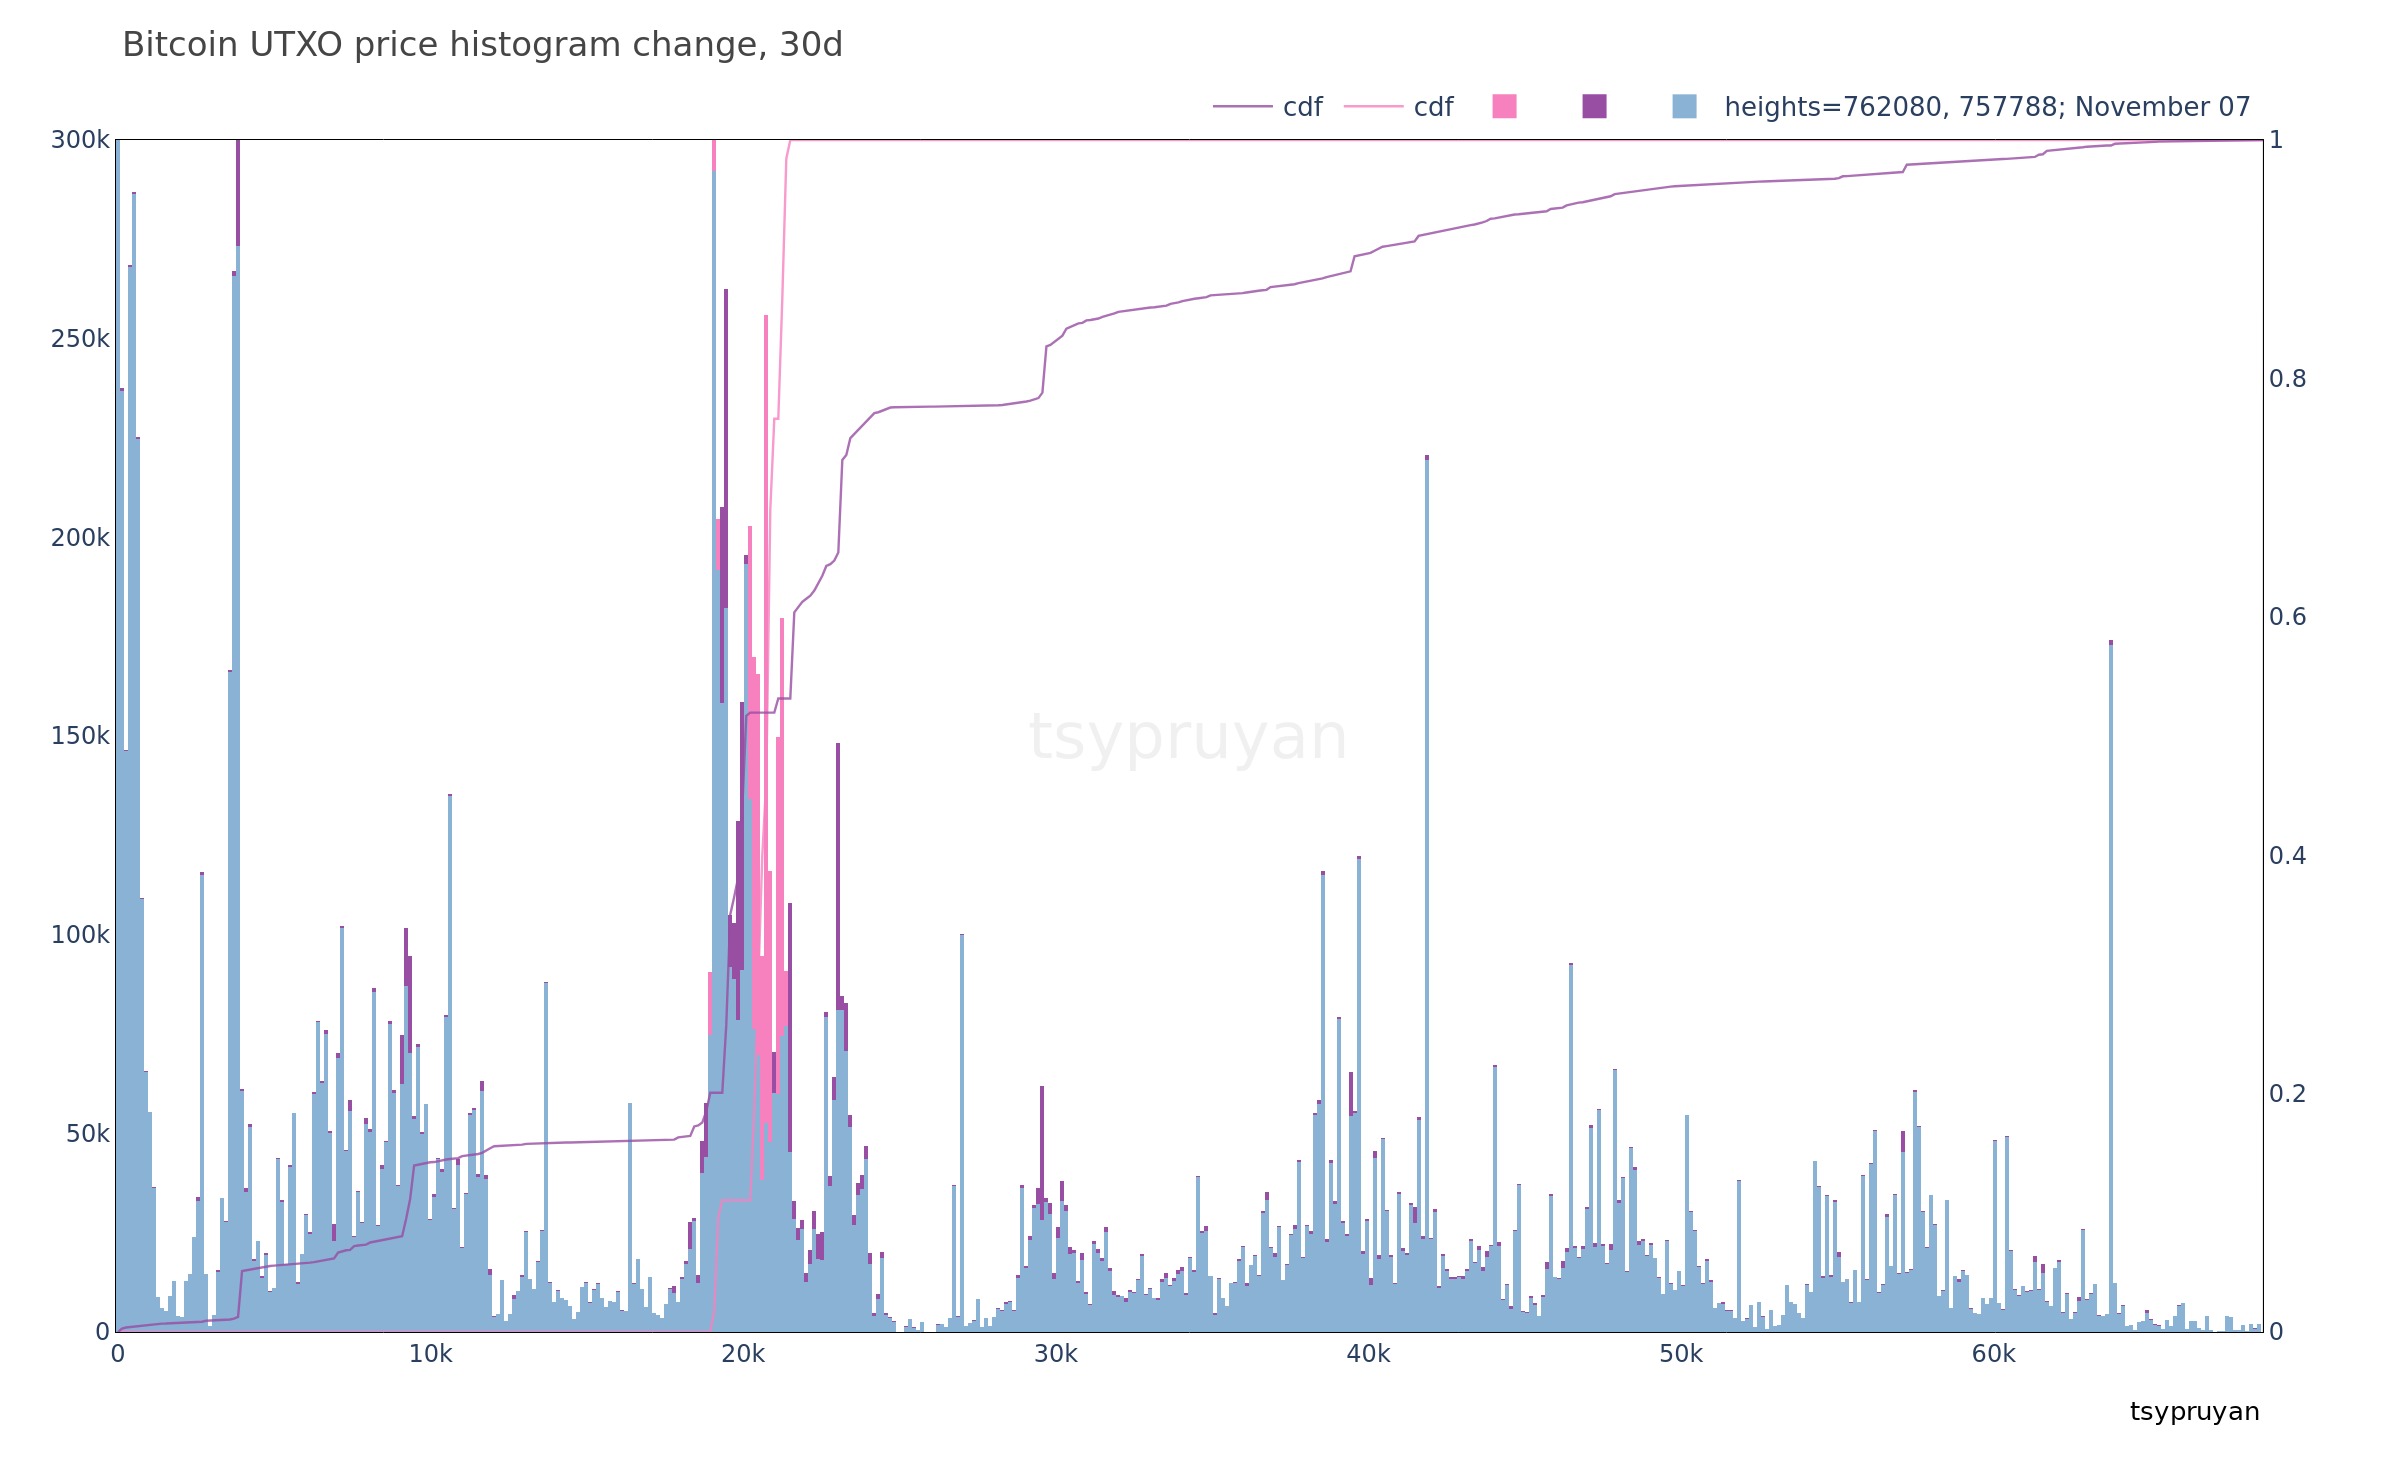 Bitcoin UTXO price histogram change, 30d
cdf cdf heights=762080, 757788; November 07
300k 1
250k
0.8
200k
0.6
150k
tsypruyan
0.4
100k
0.2
50k
0 0
0 10k 20k 30k 40k 50k 60k
tsypruyan